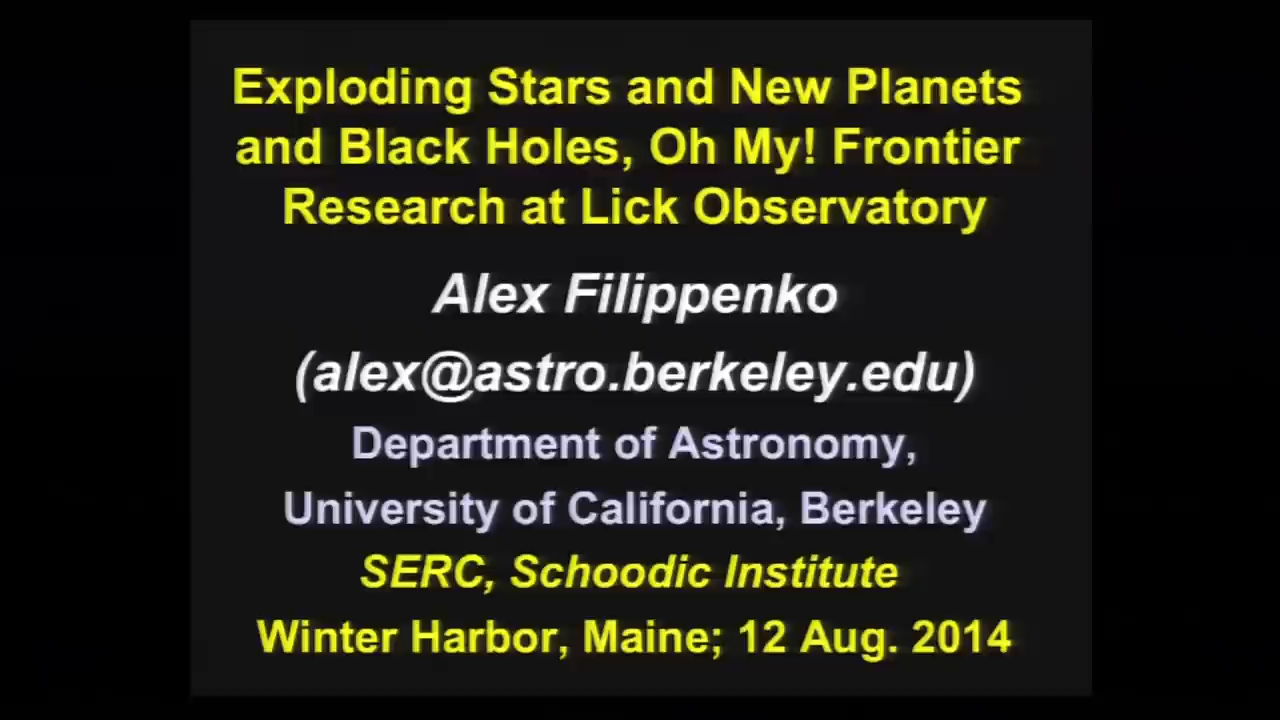 Exploding Stars and New Planets
and Black Holes, Oh My! Frontier
Research at Lick Observatory
Alex Filippenko
(alex@astro.berkeley.edu)
Department of Astronomy,
University of California, Berkeley
SERC, Schoodic Institute
Winter Harbor, Maine; 12 Aug. 2014